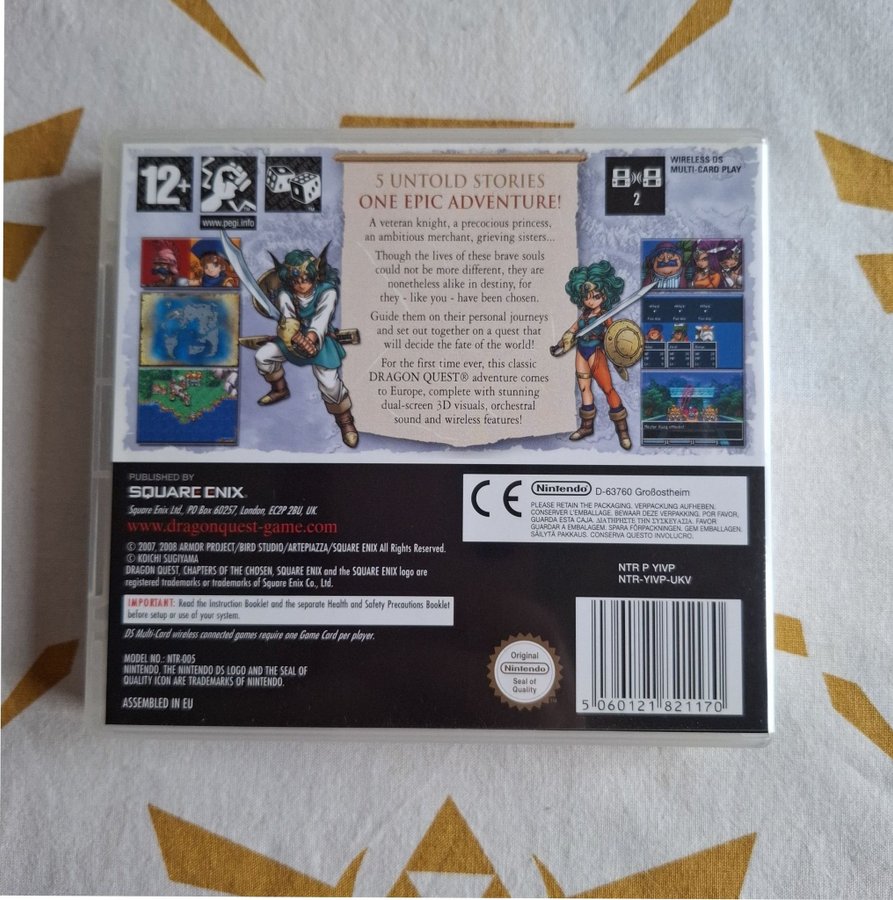 12+
www.pegi.info
5 UNTOLD STORIES
ONE EPIC ADVENTURE!
A veteran knight, a precocious princess,
an ambitious merchant, grieving sisters...
Though the lives of these brave souls
could not be more different, they are
nonetheless alike in destiny, for
they - like you - have been chosen.
Guide them on their personal journeys
and set out together on a quest that
will decide the fate of the world!
For the first time ever, this classic
DRAGON QUEST® adventure comes
to Europe, complete with stunning
dual-screen 3D visuals, orchestral
sound and wireless features!
2
WIRELESS DS
MULTI-CARD PLAY
PUBLISHED BY
SQUARE ENIX
Square Enix Ltd., PO Box 60257, London, EC2P 2BU, UK
www.dragonquest-game.com
© 2007, 2008 ARMOR PROJECT/BIRD STUDIO/ARTEPIAZZA/SQUARE ENIX All Rights Reserved.
© KOICHI SUGIYAMA
DRAGON QUEST, CHAPTERS OF THE CHOSEN, SQUARE ENIX and the SQUARE ENIX logo are
registered trademarks or trademarks of Square Enix Co., Ltd.
IMPORTANT: Read the Instruction Booklet and the separate Health and Safety Precautions Booklet
before setup or use of your system.
DS Multi-Card wireless connected games require one Game Card per player.
MODEL NO.: NTR-005
NINTENDO, THE NINTENDO DS LOGO AND THE SEAL OF
QUALITY ICON ARE TRADEMARKS OF NINTENDO.
ASSEMBLED IN EU
CE
Nintendo D-63760 Großostheim
PLEASE RETAIN THE PACKAGING. VERPACKUNG AUFHEBEN.
CONSERVER L'EMBALLAGE. BEWAAR DEZE VERPAKKING. POR FAVOR,
GUARDA ESTA CAJA. ΔΙΑΤΗΡΗΣΤΕ ΤΗΝ ΣΥΣΚΕΥΑΣΙΑ. FAVOR
GUARDAR A EMBALAGEM. SPARA FÖRPACKNINGEN. GEM EMBALLAGEN.
SÄILYTÄ PAKKAUS. CONSERVA QUESTO INVOLUCRO.
NTR P YIVP
NTR-YIVP-UKV
Original
Nintendo
Seal of
Quality
5 060121 821170